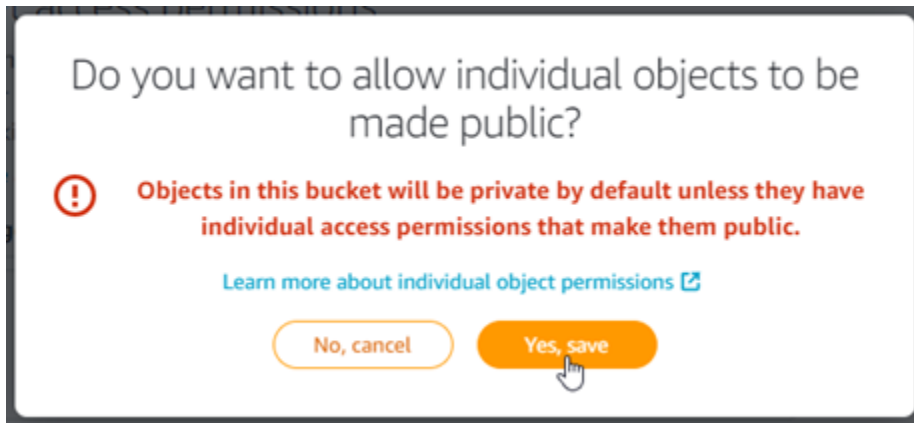 t access permissions
Do you want to allow individual objects to be
made public?
Objects in this bucket will be private by default unless they have
individual access permissions that make them public.
Learn more about individual object permissions
No, cancel
Yes, save